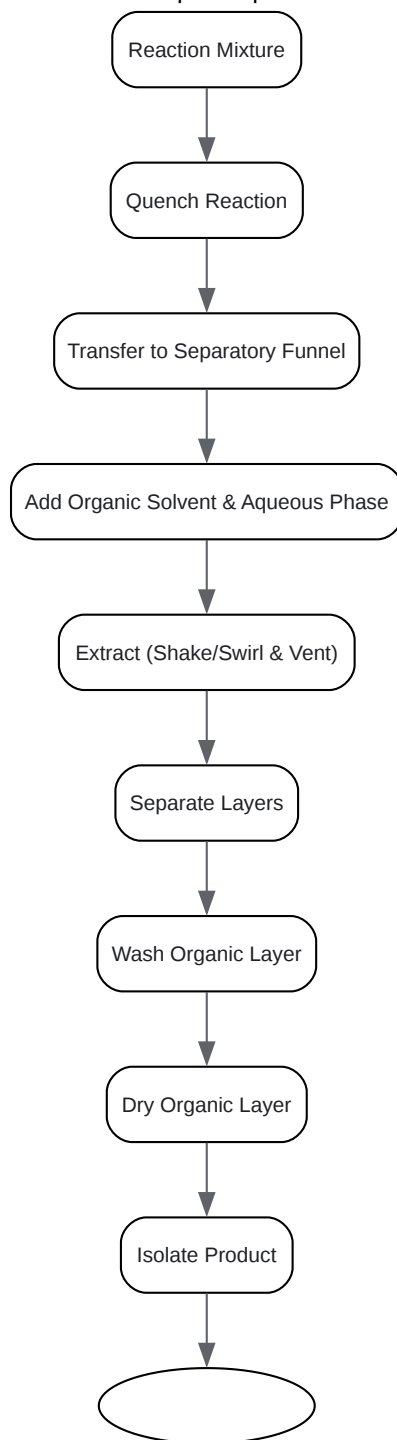 Reaction Mixture
Quench Reaction
Transfer to Separatory Funnel
Add Organic Solvent & Aqueous Phase
Extract (Shake/Swirl & Vent)
Separate Layers
Wash Organic Layer
Dry Organic Layer
Isolate Product